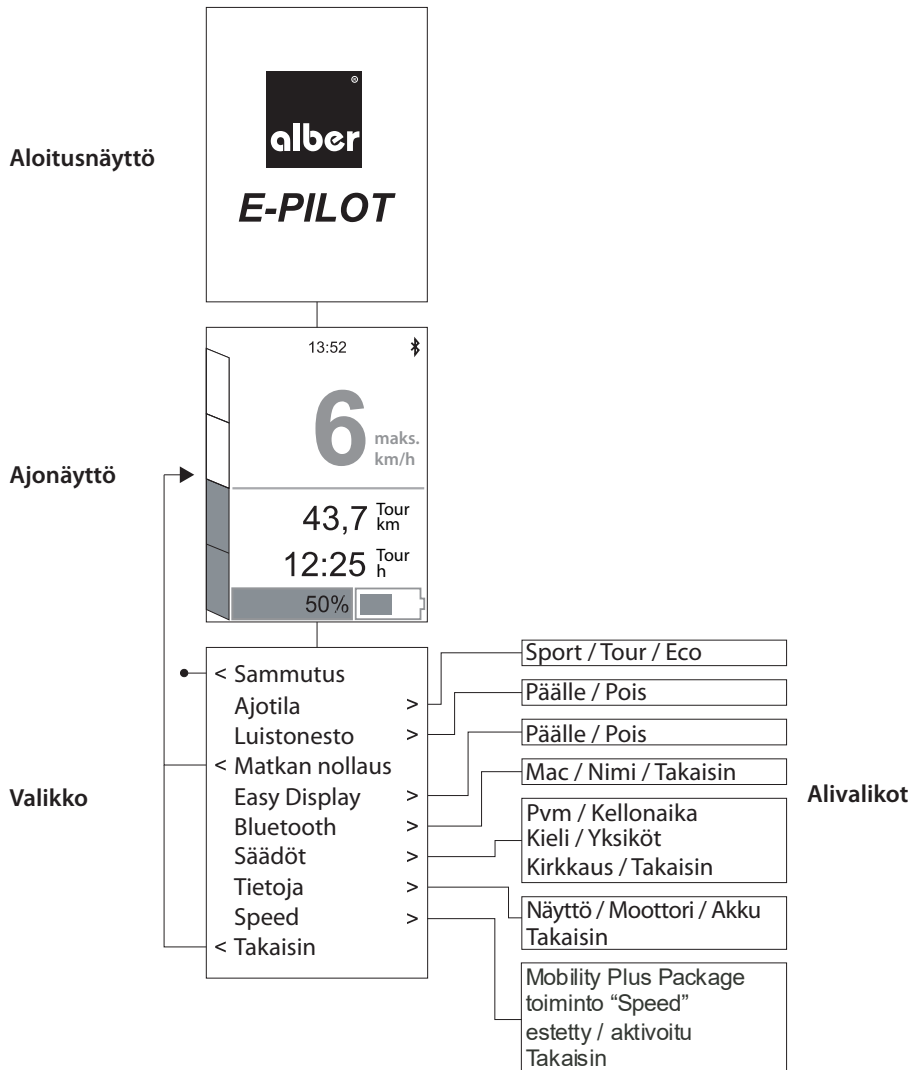 Aloitusnäyttö
®
alber
E-PILOT
Ajonäyttö
13:52
6 maks. km/h
43,7 Tour km
12:25 Tour h
50%
Valikko
< Sammutus
Ajotila >
Luistonesto >
< Matkan nollaus
Easy Display >
Bluetooth >
Säädöt >
Tietoja >
Speed >
< Takaisin
Alivalikot
Sport / Tour / Eco
Päälle / Pois
Päälle / Pois
Mac / Nimi / Takaisin
Pvm / Kellonaika
Kieli / Yksiköt
Kirkkaus / Takaisin
Näyttö / Moottori / Akku
Takaisin
Mobility Plus Package
toiminto “Speed”
estetty / aktivoitu
Takaisin